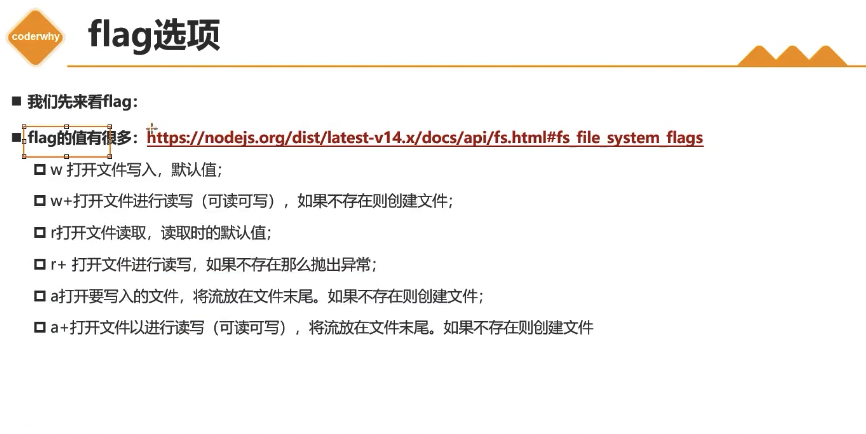 coderwhy
flag选项
我们先来看flag：
flag的值有很多：https://nodejs.org/dist/latest-v14.x/docs/api/fs.html#fs_file_system_flags
w 打开文件写入，默认值；
w+打开文件进行读写（可读可写），如果不存在则创建文件；
r打开文件读取，读取时的默认值；
r+ 打开文件进行读写，如果不存在那么抛出异常；
a打开要写入的文件，将流放在文件末尾。如果不存在则创建文件；
a+打开文件以进行读写（可读可写），将流放在文件末尾。如果不存在则创建文件